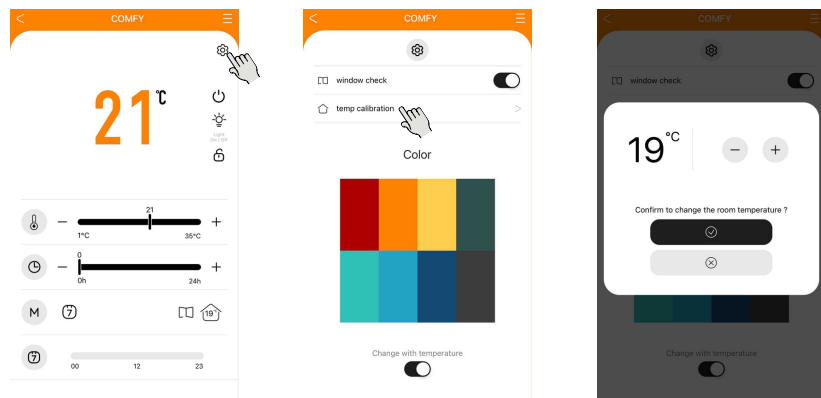 COMFY
21°C
Light
On / Off
21
1°C 35°C
0
0h 24h
M 7 19°
7 00 12 23
COMFY
window check
temp calibration
Color
Change with temperature
COMFY
window check
19°C
Confirm to change the room temperature ?
Change with temperature